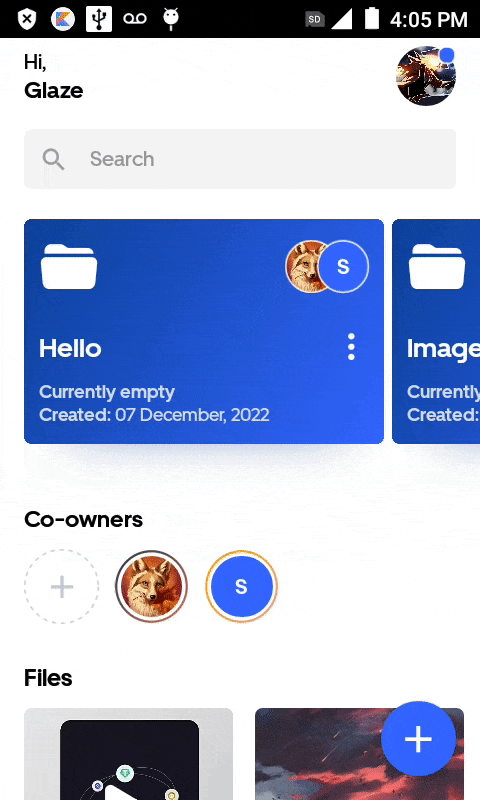 SD
4:05 PM
Hi,
Glaze
Search
S
Hello
Image
Currently empty
Created: 07 December, 2022
Currently
Created:
Co-owners
S
Files